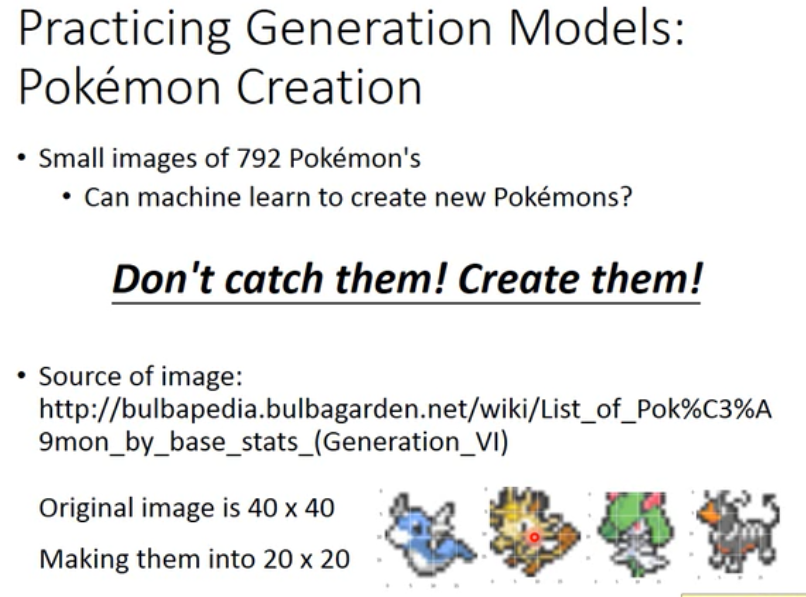 Practicing Generation Models:
Pokémon Creation
• Small images of 792 Pokémon's
• Can machine learn to create new Pokémons?
Don't catch them! Create them!
• Source of image:
http://bulbapedia.bulbagarden.net/wiki/List_of_Pok%C3%A
9mon_by_base_stats_(Generation_VI)
Original image is 40 x 40
Making them into 20 x 20